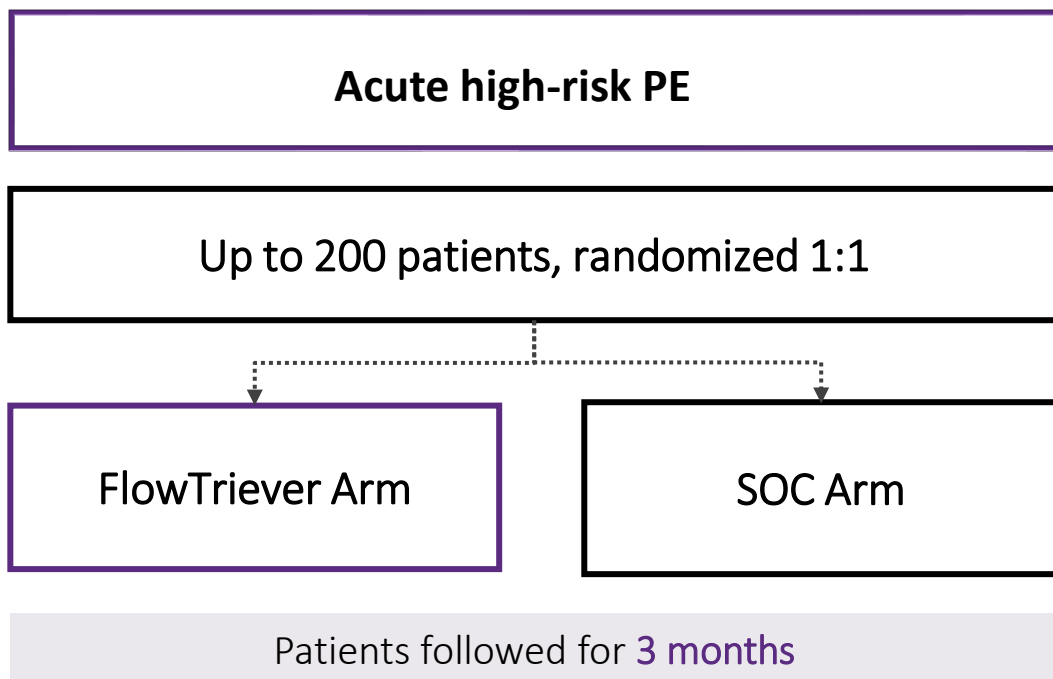 Acute high-risk PE
Up to 200 patients, randomized 1:1
FlowTriever Arm
SOC Arm
Patients followed for 3 months